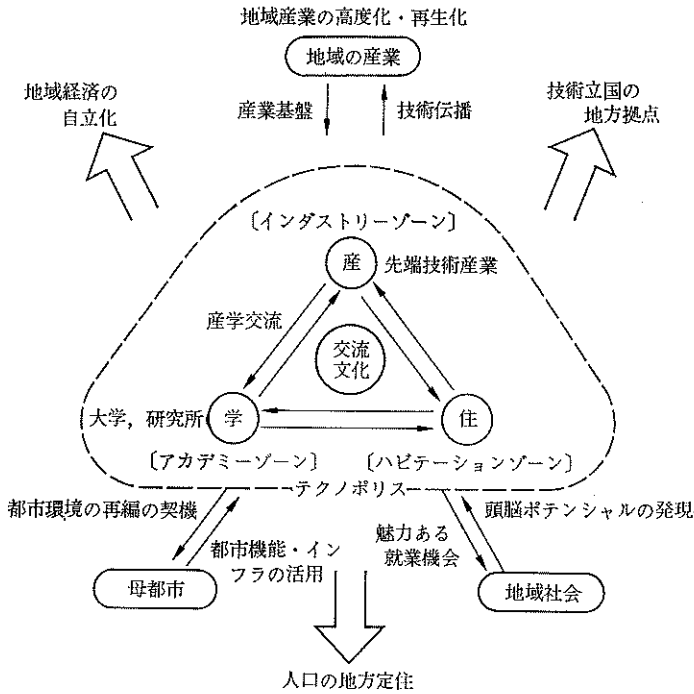 地域産業の高度化・再生化
地域の産業
地域経済の
自立化
産業基盤
技術伝播
技術立国の
地方拠点
〔インダストリーゾーン〕
産
先端技術産業
産学交流
交流
文化
大学，研究所
学
住
〔アカデミーゾーン〕
〔ハビテーションゾーン〕
テクノポリス
都市環境の再編の契機
頭脳ポテンシャルの発現
都市機能・イン
フラの活用
魅力ある
就業機会
母都市
地域社会
人口の地方定住